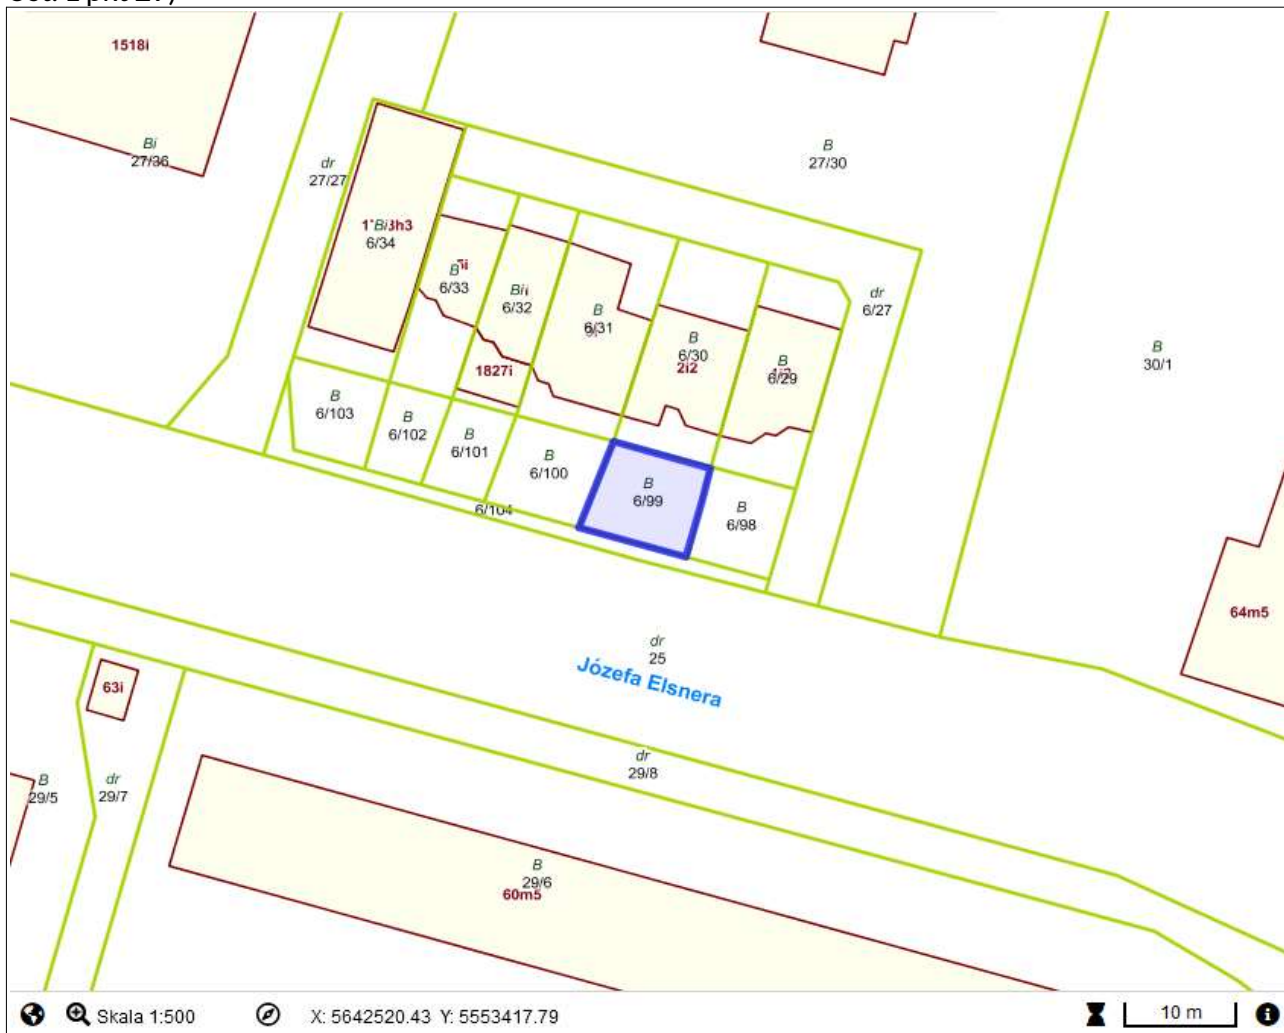 1518i
Bi
27/36
dr
27/27
B
27/30
6/34
B
6/33
6/32
B
6/31
B
6/30
2i2
B
6/29
dr
6/27
B
30/1
1827i
B
6/103
B
6/102
B
6/101
B
6/100
B
6/99
B
6/98
6/104
64m5
dr
25
Józefa Elsnera
63i
dr
29/8
B
29/5
dr
29/7
B
29/6
60m5
Skala 1:500
X: 5642520.43 Y: 5553417.79
10 m